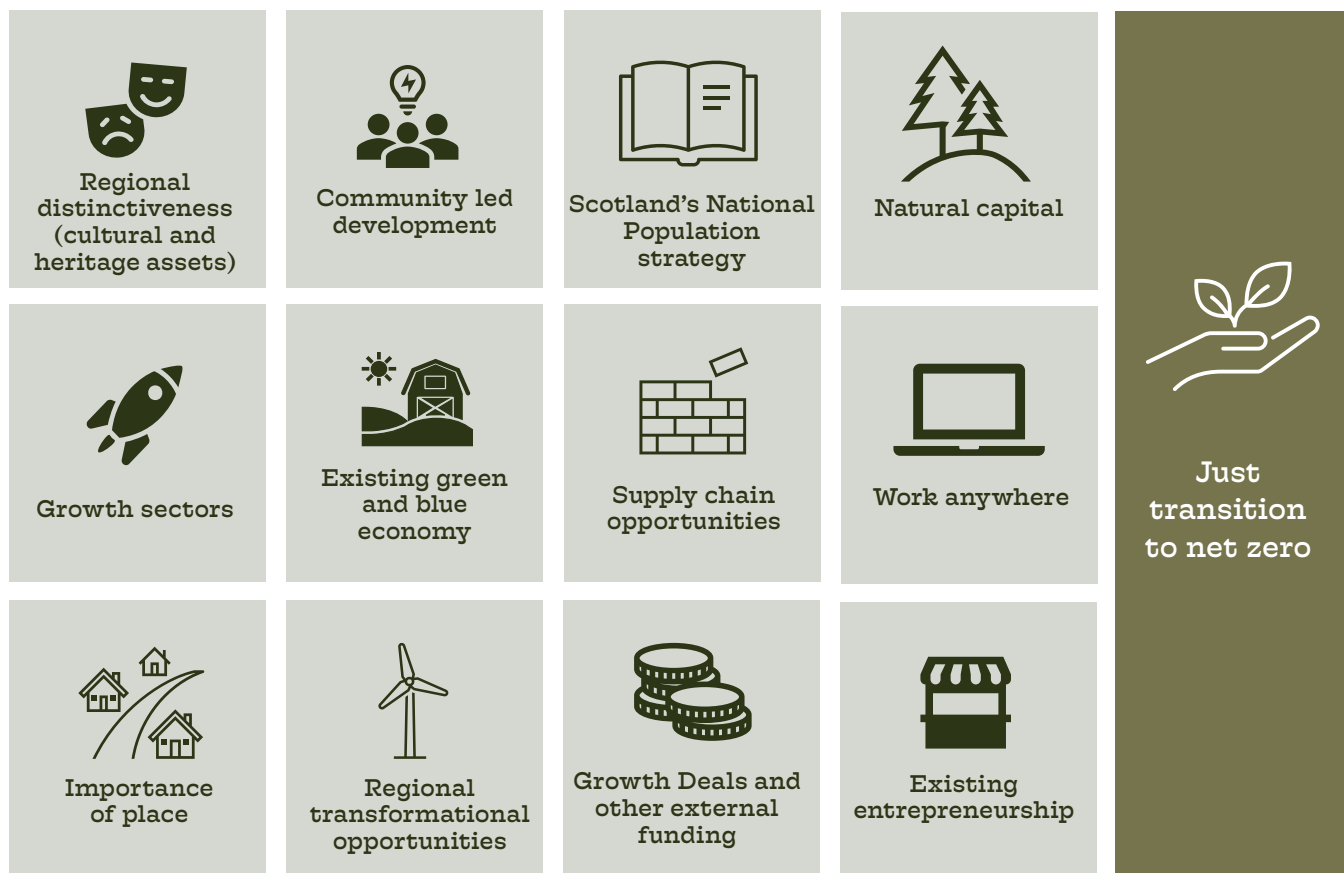 Regional
distinctiveness
(cultural and
heritage assets)
Community led
development
Scotland’s National
Population
strategy
Natural capital
Growth sectors
Existing green
and blue
economy
Supply chain
opportunities
Work anywhere
Importance
of place
Regional
transformational
opportunities
Growth Deals and
other external
funding
Existing
entrepreneurship
Just
transition
to net zero